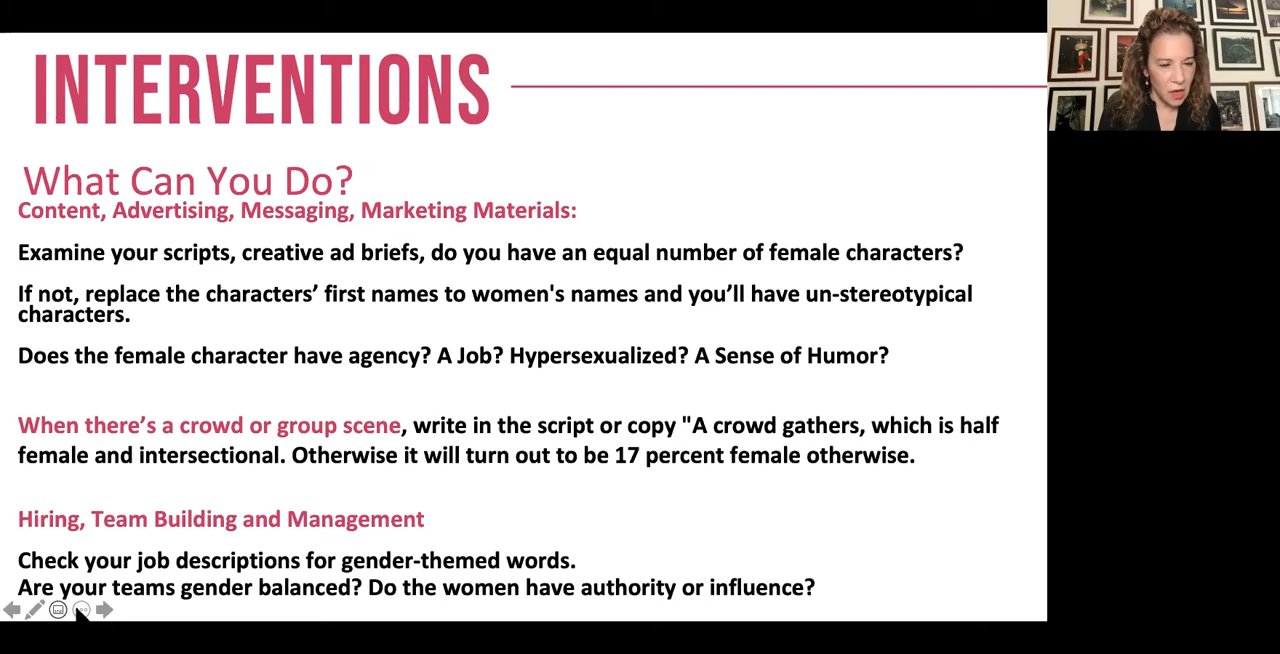 INTERVENTIONS
What Can You Do?
Content, Advertising, Messaging, Marketing Materials:
Examine your scripts, creative ad briefs, do you have an equal number of female characters?
If not, replace the characters’ first names to women's names and you’ll have un-stereotypical
characters.
Does the female character have agency? A Job? Hypersexualized? A Sense of Humor?
When there’s a crowd or group scene, write in the script or copy "A crowd gathers, which is half
female and intersectional. Otherwise it will turn out to be 17 percent female otherwise.
Hiring, Team Building and Management
Check your job descriptions for gender-themed words.
Are your teams gender balanced? Do the women have authority or influence?